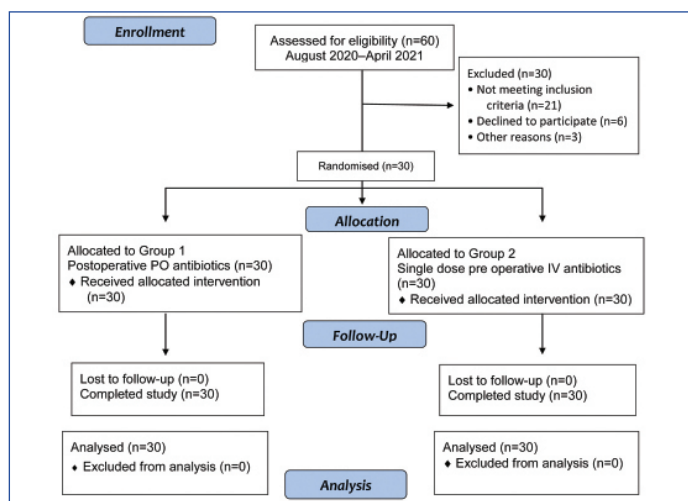 Enrollment
Assessed for eligibility (n=60)
August 2020–April 2021
Excluded (n=30)
• Not meeting inclusion
criteria (n=21)
• Declined to participate (n=6)
• Other reasons (n=3)
Randomised (n=30)
Allocation
Allocated to Group 1
Postoperative PO antibiotics (n=30)
♦ Received allocated intervention
(n=30)
Allocated to Group 2
Single dose pre operative IV antibiotics
(n=30)
♦ Received allocated intervention (n=30)
Follow-Up
Lost to follow-up (n=0)
Completed study (n=30)
Lost to follow-up (n=0)
Completed study (n=30)
Analysed (n=30)
♦ Excluded from analysis (n=0)
Analysed (n=30)
♦ Excluded from analysis (n=0)
Analysis